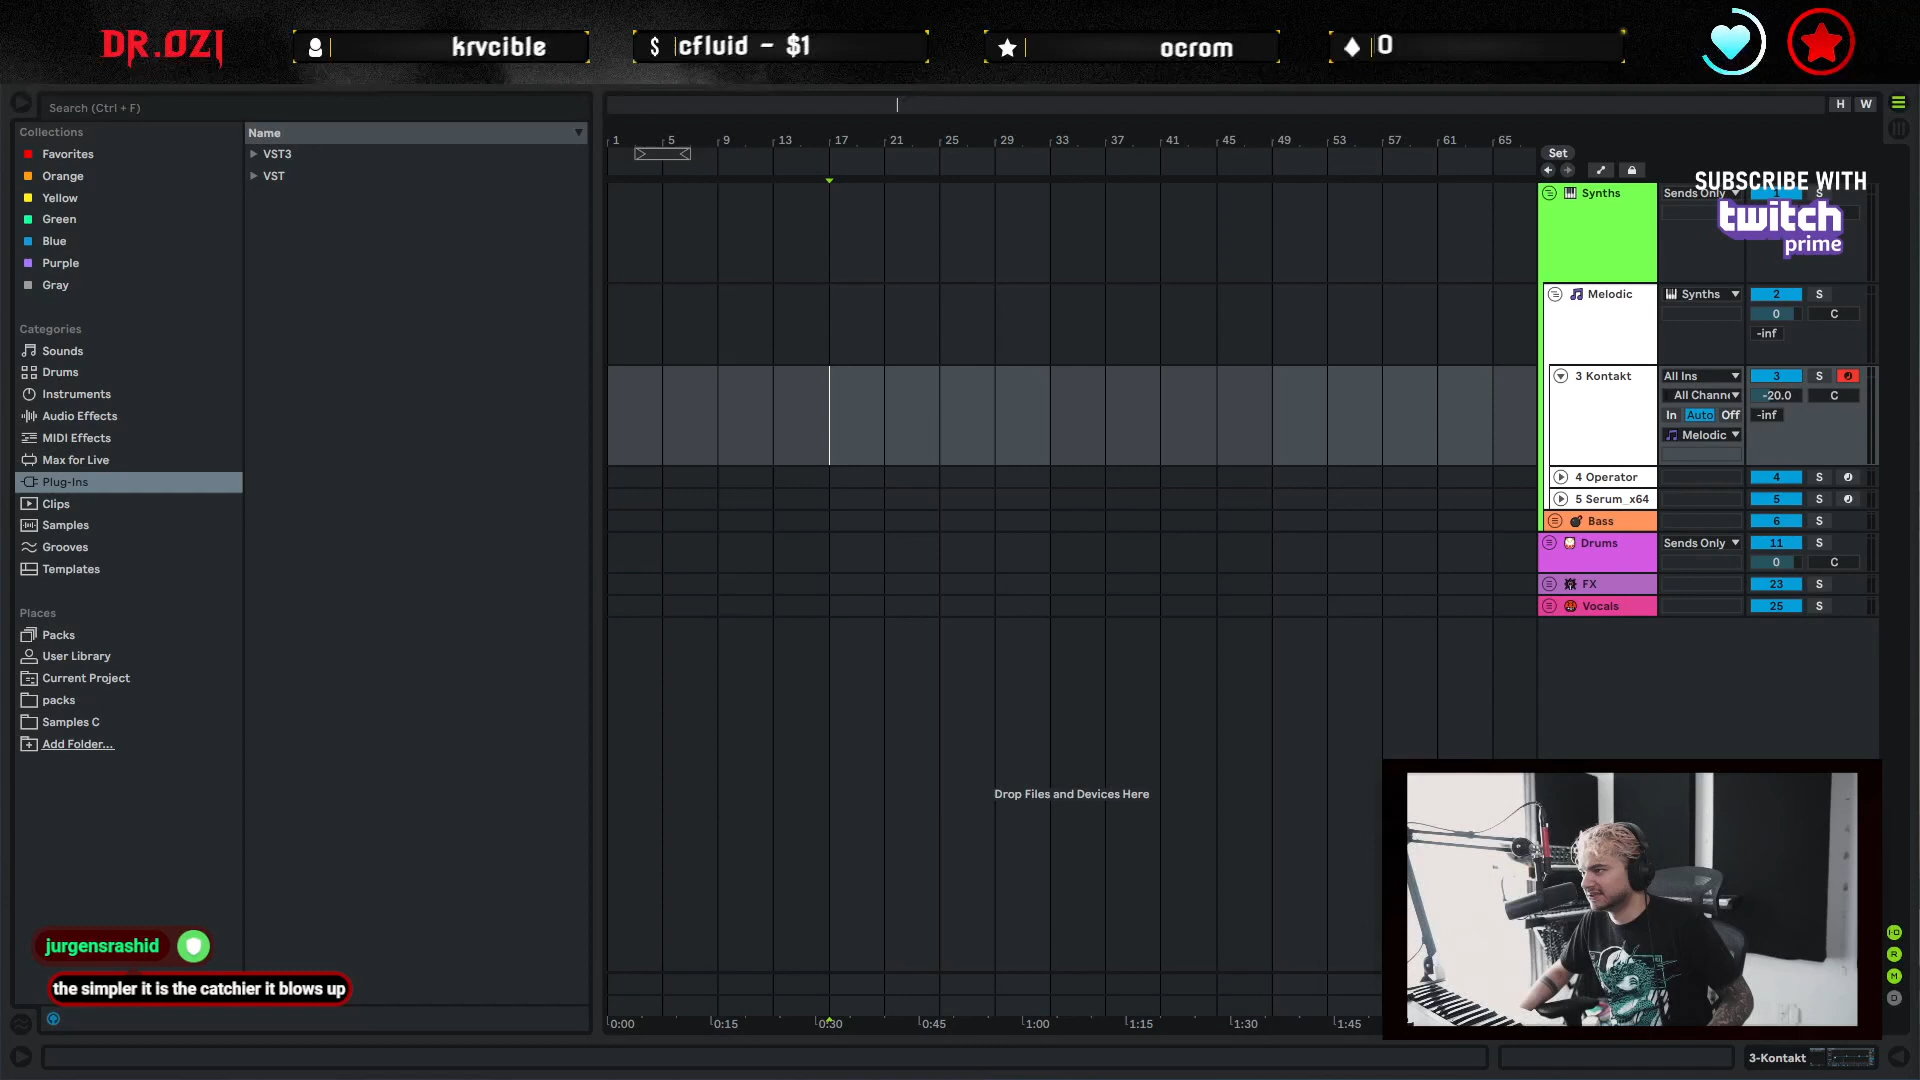 DR.OZI
krvcible
$ cfluid - $1
ocrom
0
Search (Ctrl + F)
Collections
Favorites
Orange
Yellow
Green
Blue
Purple
Gray
Categories
Sounds
Drums
Instruments
Audio Effects
MIDI Effects
Max for Live
Plug-Ins
Clips
Samples
Grooves
Templates
Places
Packs
User Library
Current Project
packs
Samples C
Add Folder...
Name
VST3
VST
H W
1 5 9 13 17 21 25 29 33 37 41 45 49 53 57 61 65
Set
SUBSCRIBE WITH
twitch
prime
Synths Sends Only 1 S
Melodic Synths 2 S
0 C
-inf
3 Kontakt All Ins 3 S
All Chann -20.0 C
In Auto Off -inf
Melodic
4 Operator 4 S
5 Serum_x64 5 S
Bass 6 S
Drums Sends Only 11 S
0 C
FX 23 S
Vocals 25 S
Drop Files and Devices Here
jurgensrashid
the simpler it is the catchier it blows up
0:00 0:15 0:30 0:45 1:00 1:15 1:30 1:45
I·O
R
M
D
3-Kontakt